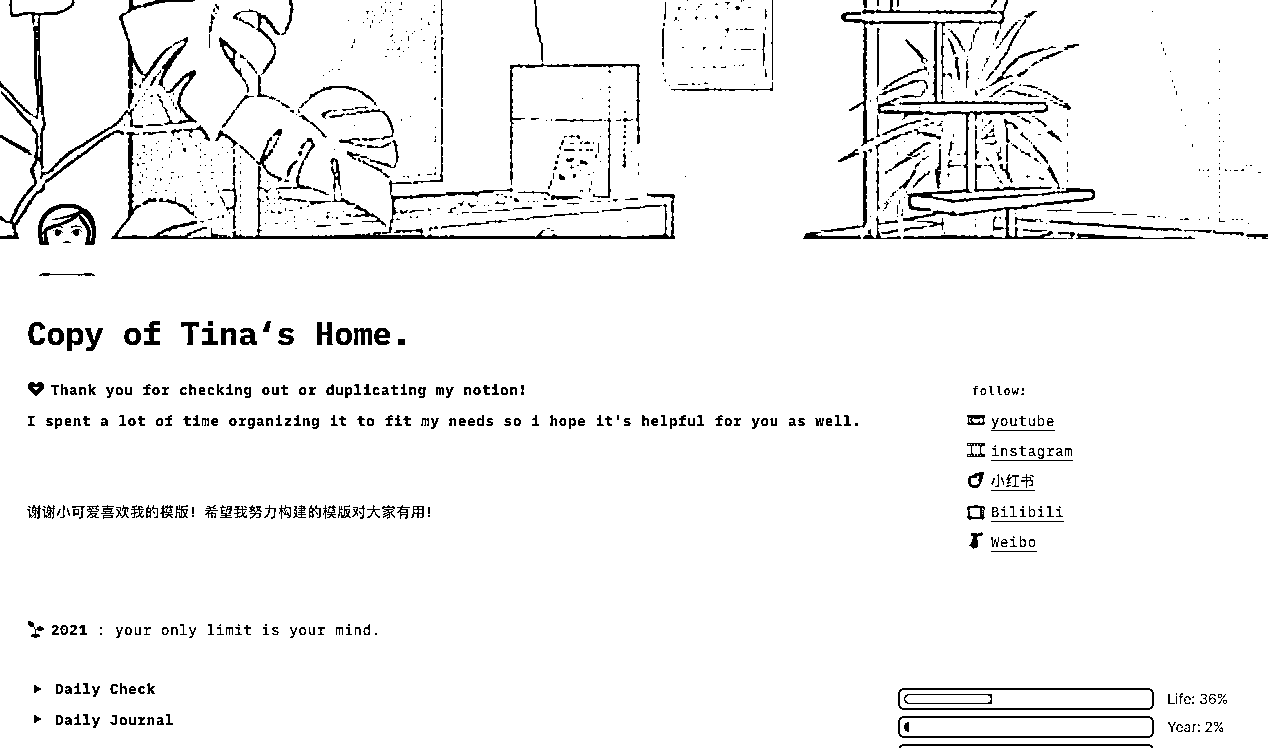 Copy of Tina‘s Home.
Thank you for checking out or duplicating my notion!
I spent a lot of time organizing it to fit my needs so i hope it's helpful for you as well.
谢谢小可爱喜欢我的模版! 希望我努力构建的模版对大家有用!
follow:
youtube
instagram
小红书
Bilibili
Weibo
2021 : your only limit is your mind.
Daily Check
Daily Journal
Life: 36%
Year: 2%